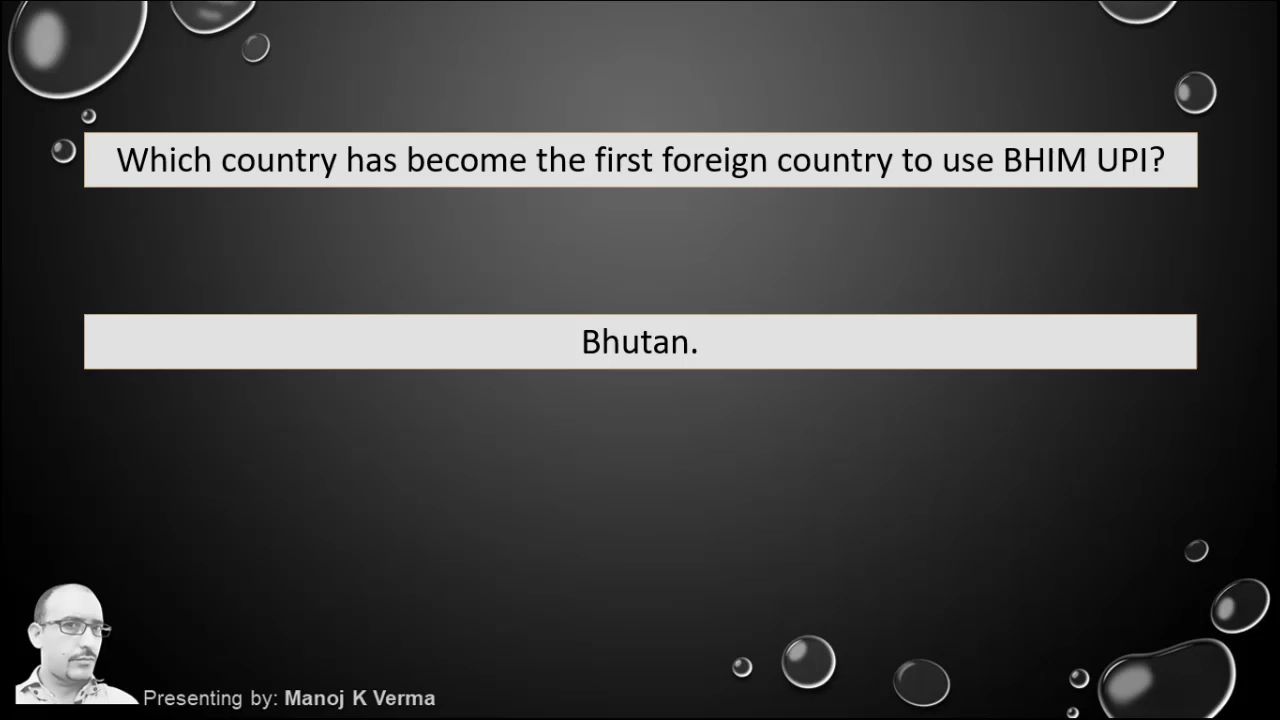 Which country has become the first foreign country to use BHIM UPI?
Bhutan.
Presenting by: Manoj K Verma